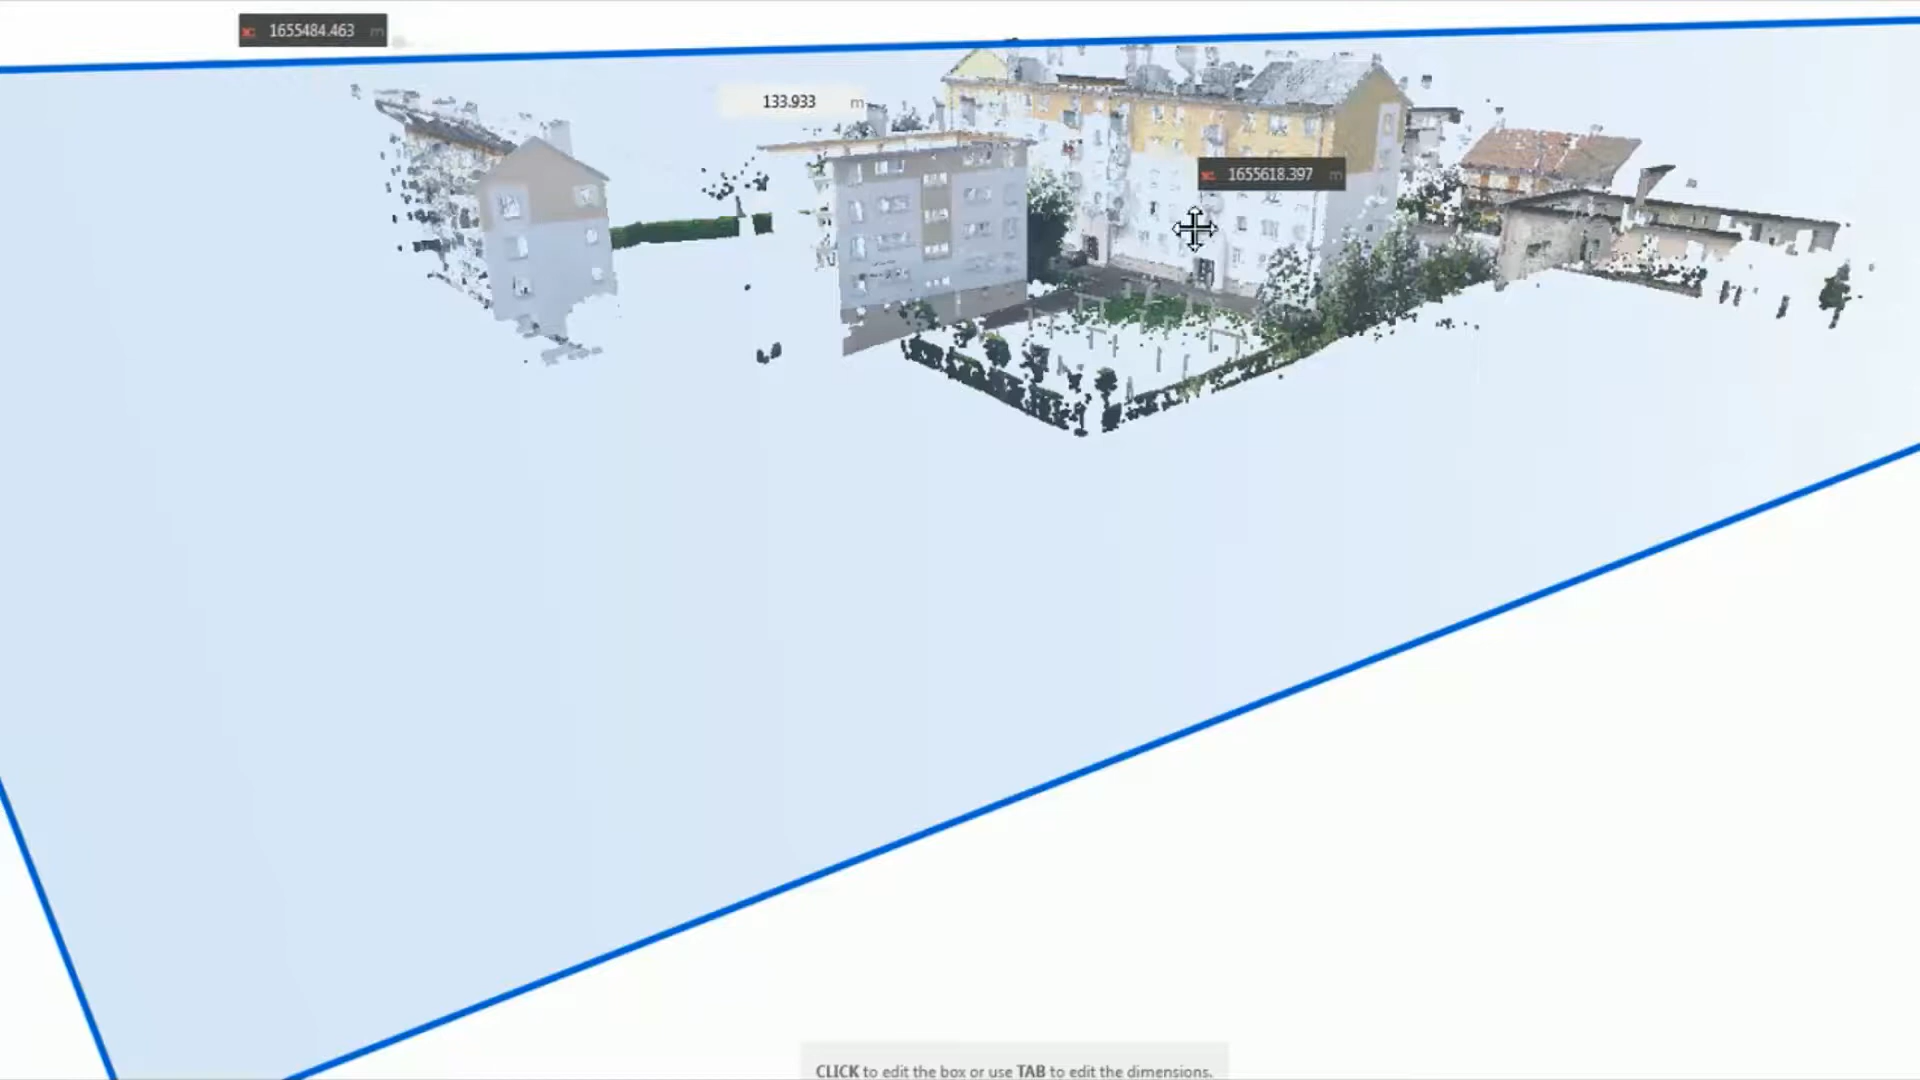 x: 1655484.463 m
133.933 m
x: 1655618.397 m
CLICK to edit the box or use TAB to edit the dimensions.